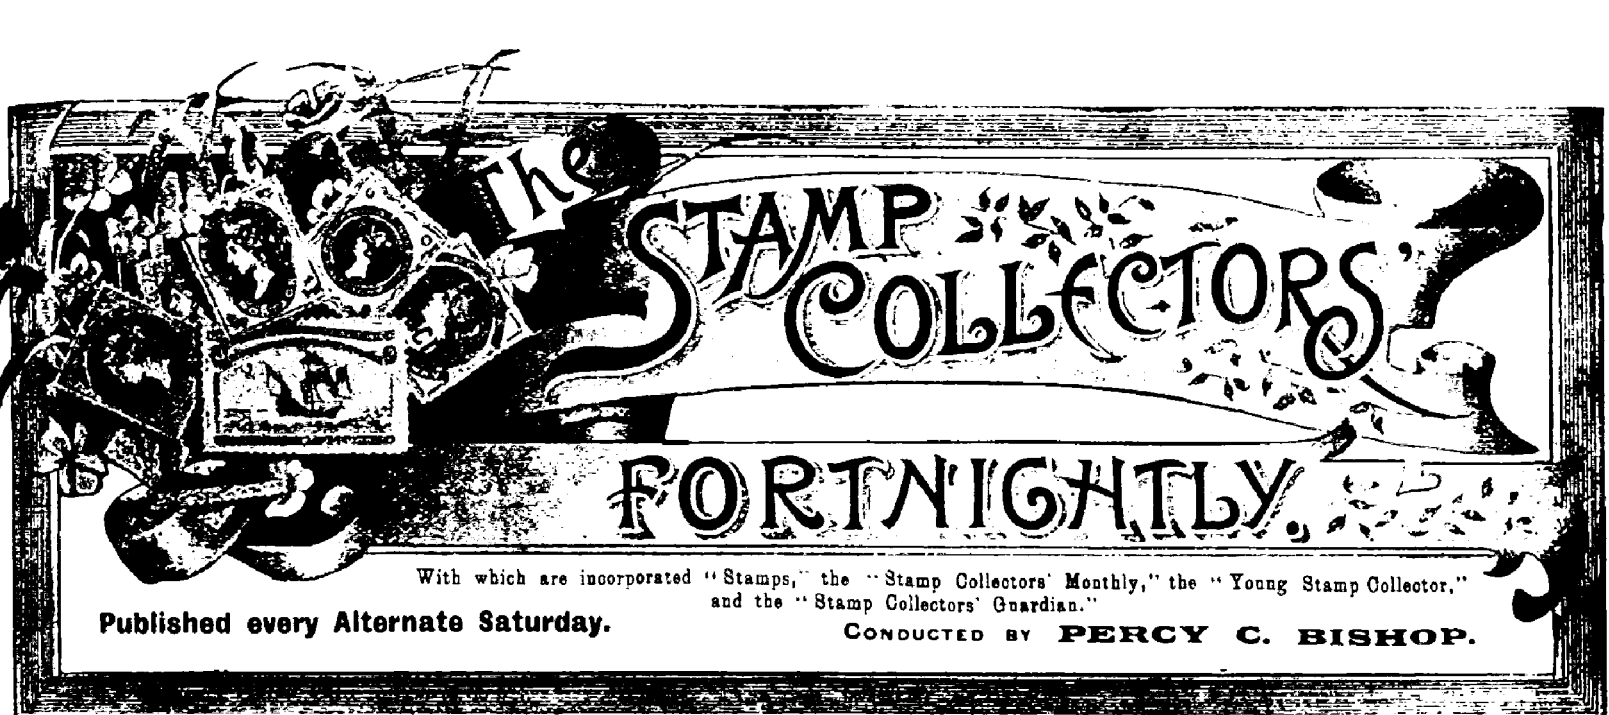 The
STAMP
COLLECTORS'
FORTNIGHTLY.
With which are incorporated "Stamps," the "Stamp Collectors' Monthly," the "Young Stamp Collector,"
and the "Stamp Collectors' Guardian."
Published every Alternate Saturday.
CONDUCTED BY PERCY C. BISHOP.